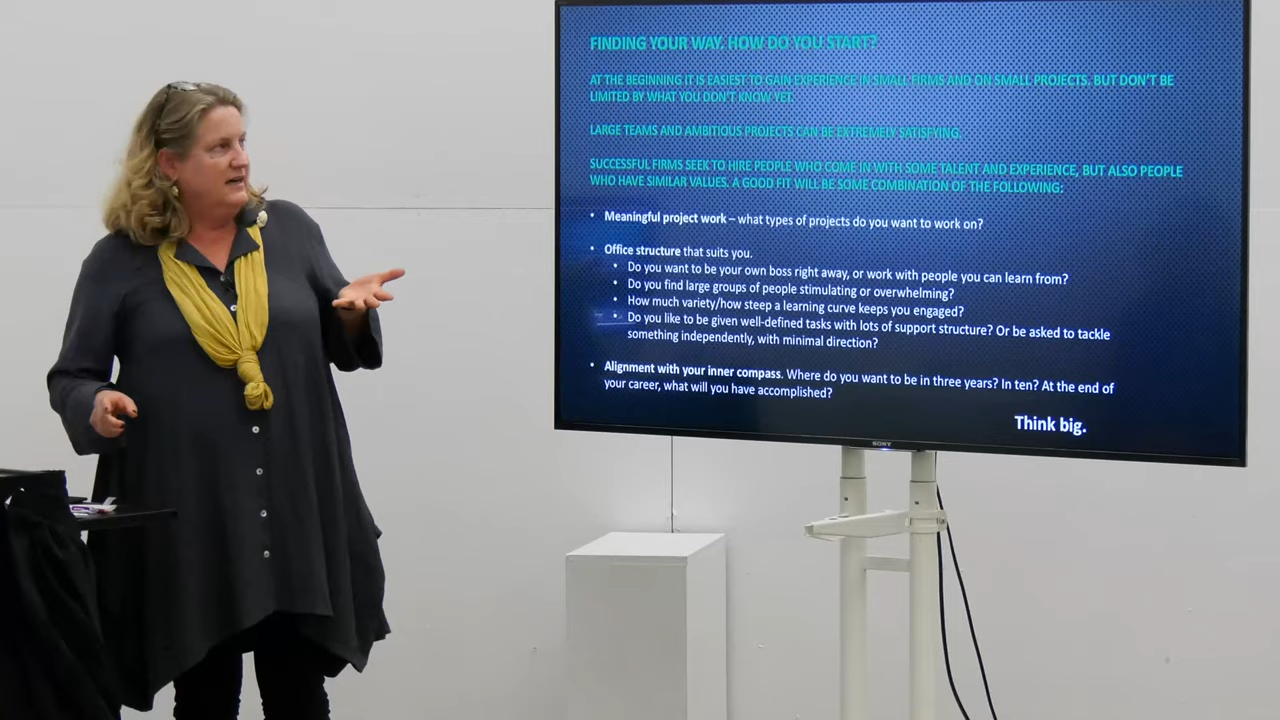 FINDING YOUR WAY. HOW DO YOU START?
AT THE BEGINNING IT IS EASIEST TO GAIN EXPERIENCE IN SMALL FIRMS AND ON SMALL PROJECTS. BUT DON'T BE
LIMITED BY WHAT YOU DON'T KNOW YET.
LARGE TEAMS AND AMBITIOUS PROJECTS CAN BE EXTREMELY SATISFYING.
SUCCESSFUL FIRMS SEEK TO HIRE PEOPLE WHO COME IN WITH SOME TALENT AND EXPERIENCE, BUT ALSO PEOPLE
WHO HAVE SIMILAR VALUES. A GOOD FIT WILL BE SOME COMBINATION OF THE FOLLOWING:
• Meaningful project work – what types of projects do you want to work on?
• Office structure that suits you.
• Do you want to be your own boss right away, or work with people you can learn from?
• Do you find large groups of people stimulating or overwhelming?
• How much variety/how steep a learning curve keeps you engaged?
• Do you like to be given well-defined tasks with lots of support structure? Or be asked to tackle
something independently, with minimal direction?
• Alignment with your inner compass. Where do you want to be in three years? In ten? At the end of
your career, what will you have accomplished?
Think big.
SONY